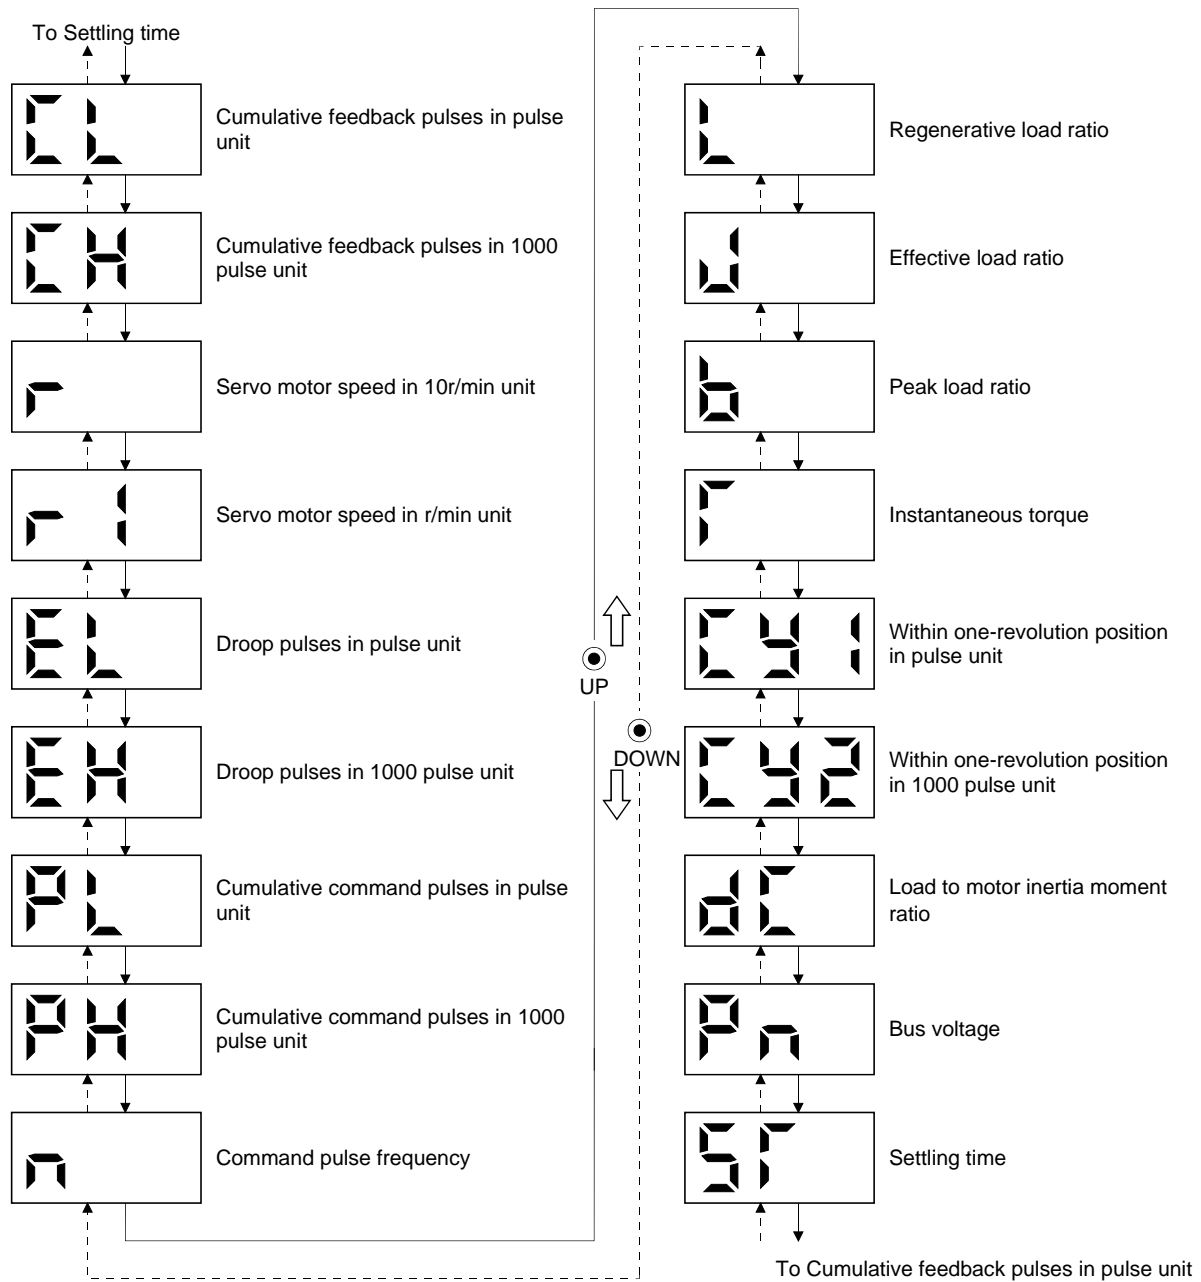 To Settling time
CL
Cumulative feedback pulses in pulse
unit
CH
Cumulative feedback pulses in 1000
pulse unit
r
Servo motor speed in 10r/min unit
r 1
Servo motor speed in r/min unit
EL
Droop pulses in pulse unit
EH
Droop pulses in 1000 pulse unit
PL
Cumulative command pulses in pulse
unit
PH
Cumulative command pulses in 1000
pulse unit
n
Command pulse frequency
UP
DOWN
L
Regenerative load ratio
J
Effective load ratio
b
Peak load ratio
T
Instantaneous torque
Cy1
Within one-revolution position
in pulse unit
Cy2
Within one-revolution position
in 1000 pulse unit
dC
Load to motor inertia moment
ratio
Pn
Bus voltage
ST
Settling time
To Cumulative feedback pulses in pulse unit